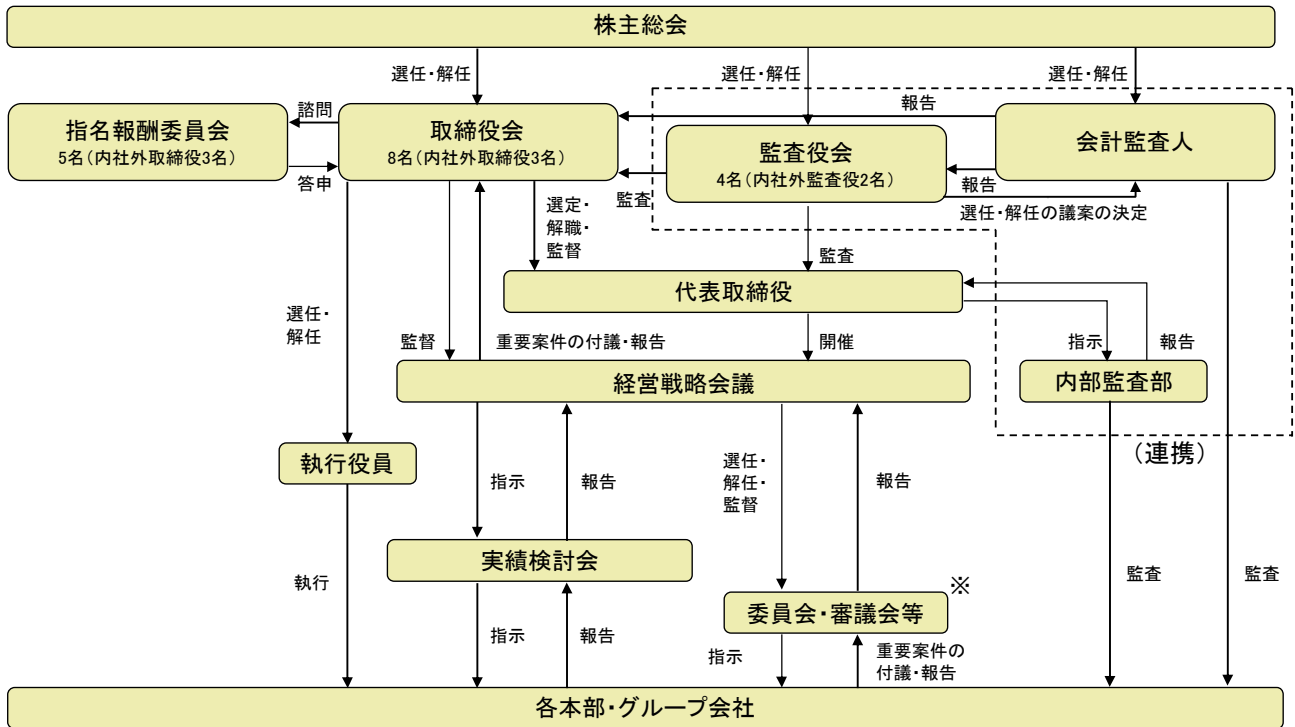 株主総会
選任・解任
選任・解任
選任・解任
指名報酬委員会
5名(内社外取締役3名)
諮問
答申
取締役会
8名(内社外取締役3名)
報告
監査役会
4名(内社外監査役2名)
監査
会計監査人
報告
選任・解任の議案の決定
選定・
解職・
監督
監査
代表取締役
選任・
解任
監督
重要案件の付議・報告
開催
指示
報告
経営戦略会議
内部監査部
(連携)
執行役員
指示
報告
選任・
解任・
監督
報告
実績検討会
執行
監査
監査
委員会・審議会等
※
指示
報告
指示
重要案件の
付議・報告
各本部・グループ会社